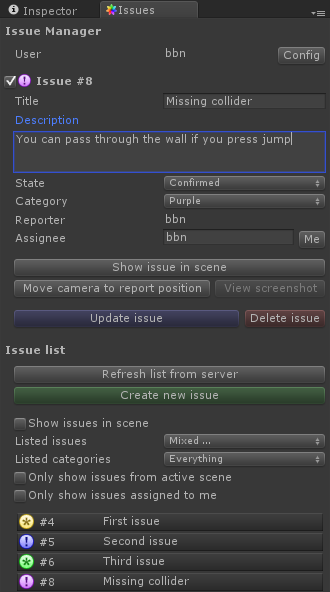 Inspector Issues
Issue Manager
User bbn Config
Issue #8
Title Missing collider
Description
You can pass through the wall if you press jump
State Confirmed
Category Purple
Reporter bbn
Assignee bbn Me
Show issue in scene
Move camera to report position View screenshot
Update issue Delete issue
Issue list
Refresh list from server
Create new issue
Show issues in scene
Listed issues Mixed ...
Listed categories Everything
Only show issues from active scene
Only show issues assigned to me
#4 First issue
#5 Second issue
#6 Third issue
#8 Missing collider